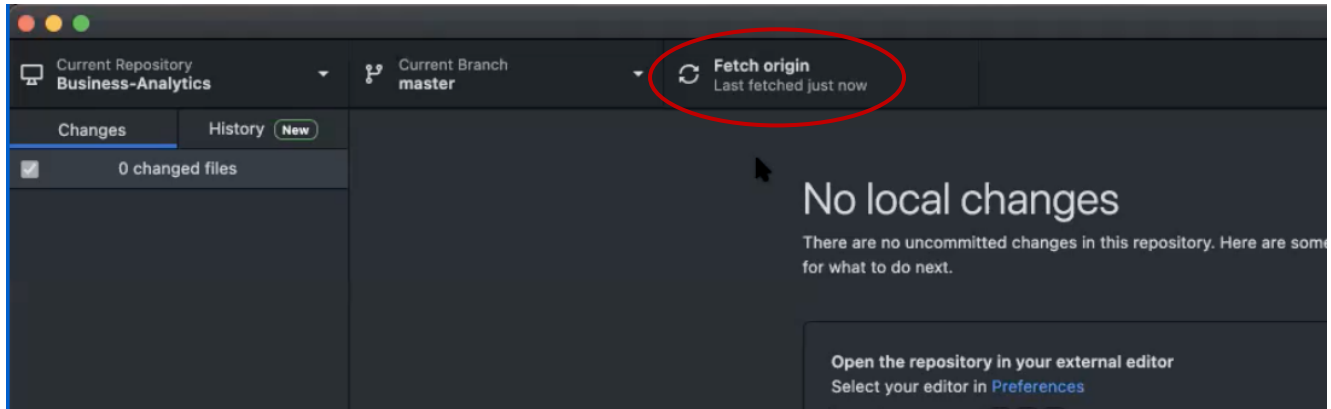 Current Repository
Business-Analytics
Current Branch
master
Fetch origin
Last fetched just now
Changes
History New
0 changed files
No local changes
There are no uncommitted changes in this repository. Here are some
for what to do next.
Open the repository in your external editor
Select your editor in Preferences